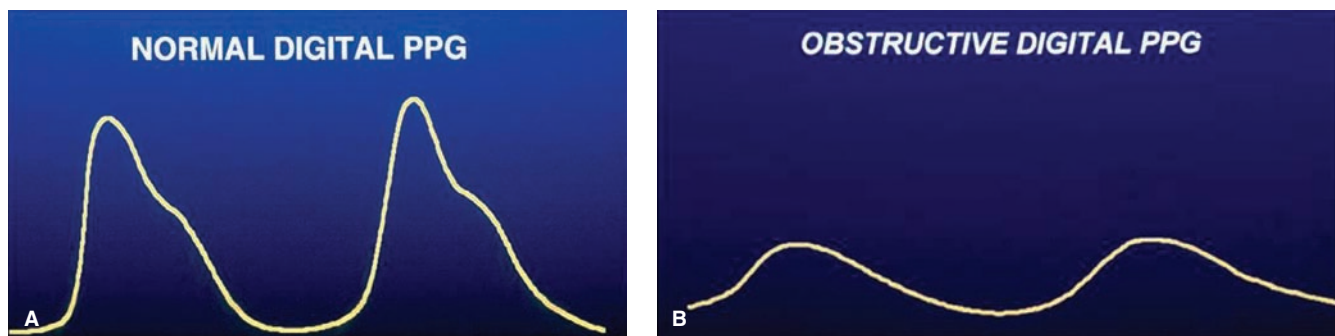 NORMAL DIGITAL PPG
A
OBSTRUCTIVE DIGITAL PPG
B